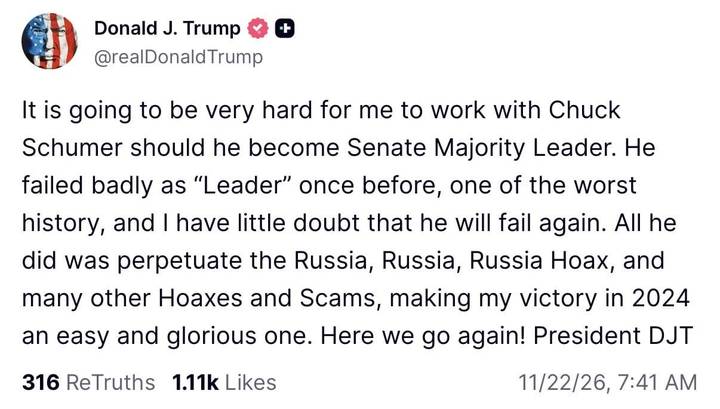 Donald J. Trump
@realDonaldTrump
It is going to be very hard for me to work with Chuck
Schumer should he become Senate Majority Leader. He
failed badly as “Leader” once before, one of the worst
history, and I have little doubt that he will fail again. All he
did was perpetuate the Russia, Russia, Russia Hoax, and
many other Hoaxes and Scams, making my victory in 2024
an easy and glorious one. Here we go again! President DJT
316 ReTruths 1.11k Likes 11/22/26, 7:41 AM